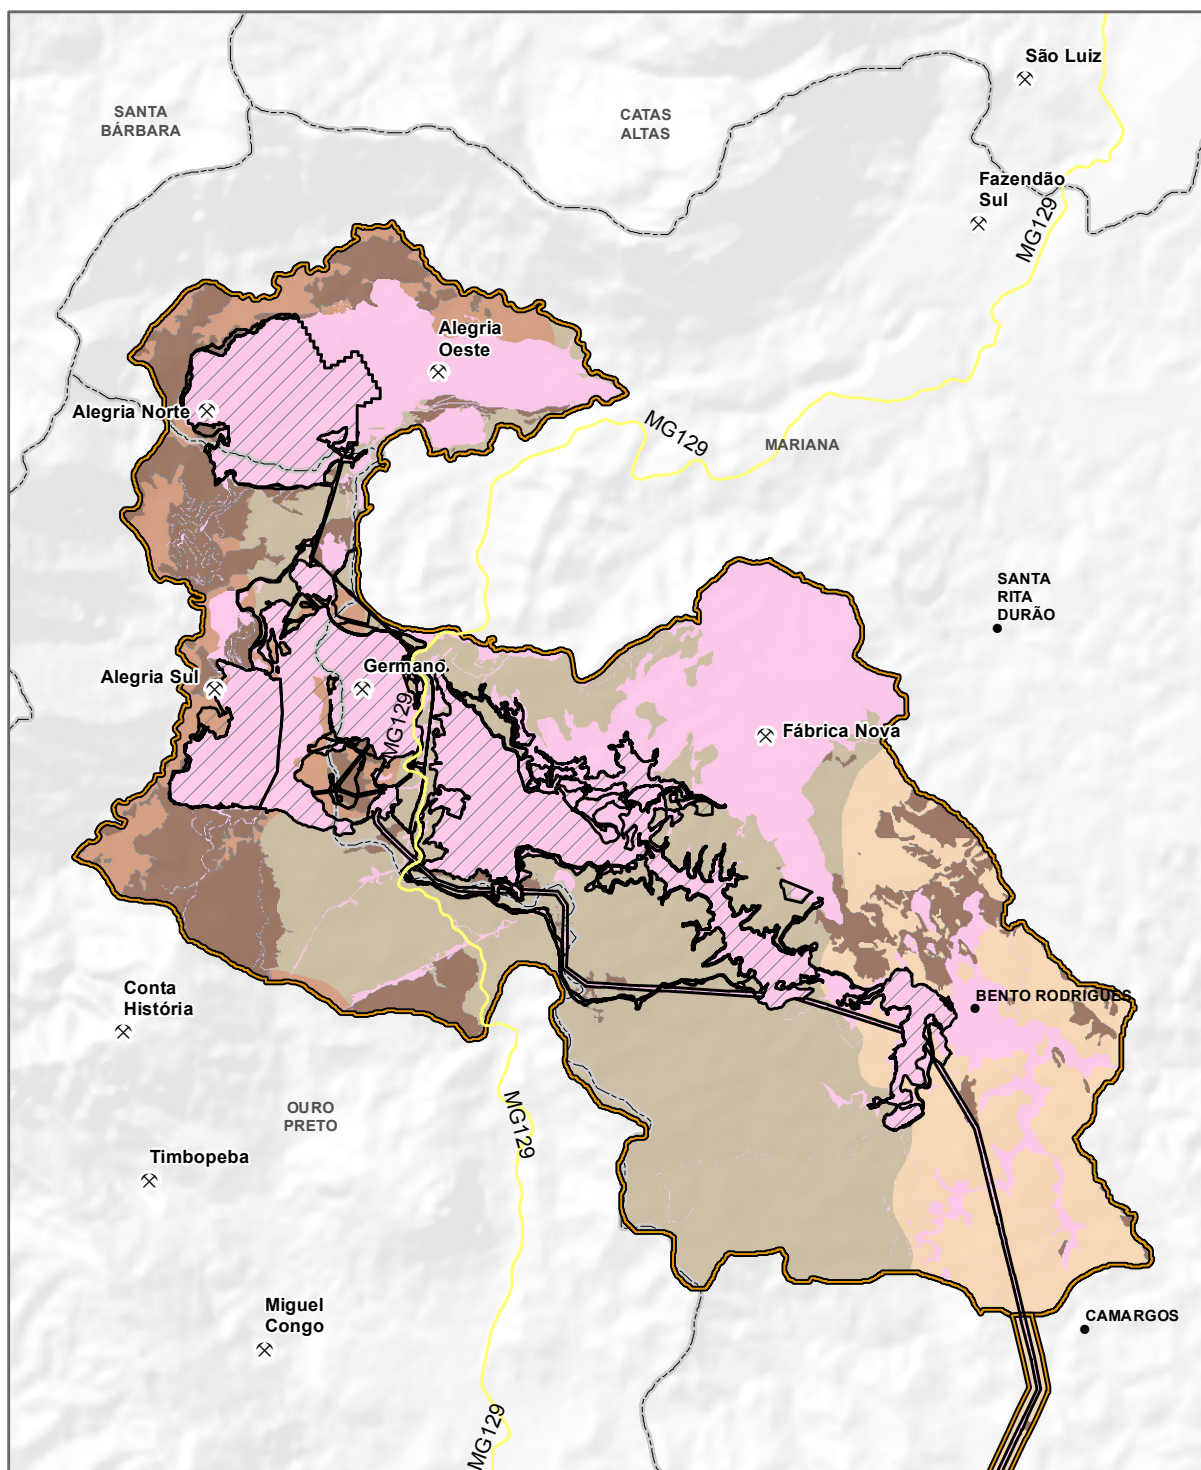 São Luiz
SANTA
BÁRBARA
CATAS
ALTAS
Fazendão
Sul
MG129
Alegria
Oeste
Alegria Norte
MG129
MARIANA
SANTA
RITA
DURÃO
Germano
Alegria Sul
MG129
Fábrica Nova
Conta
História
BENTO RODRIGUES
OURO
PRETO
MG129
Timbopeba
Miguel
Congo
CAMARGOS
MG129